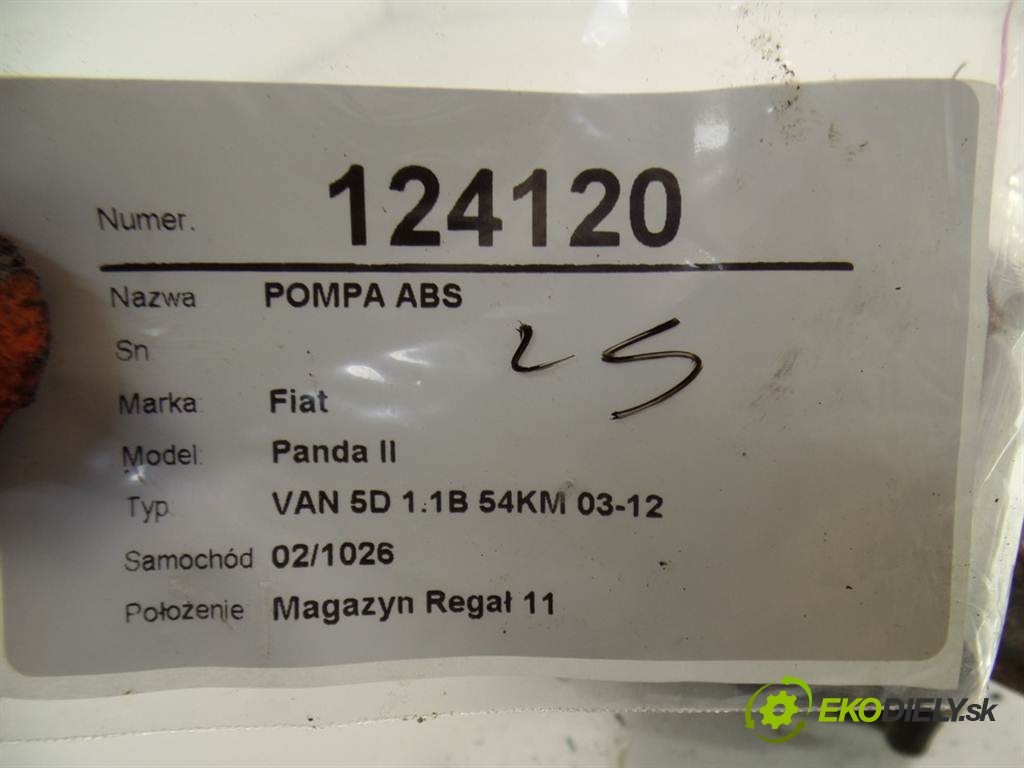 Numer. 124120
Nazwa POMPA ABS
Sn
25
Marka: Fiat
Model: Panda II
Typ VAN 5D 1.1B 54KM 03-12
Samochód 02/1026
Położenie Magazyn Regał 11
EKODIELY.sk